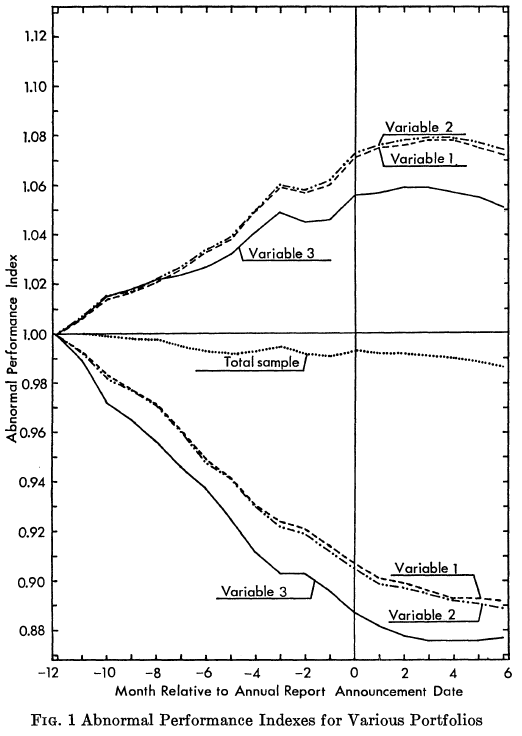 1.12
1.10
1.08
1.06
1.04
1.02
1.00
0.98
0.96
0.94
0.92
0.90
0.88
Abnormal Performance Index
Variable 2
Variable 1
Variable 3
Total sample
Variable 1
Variable 3
Variable 2
-12 -10 -8 -6 -4 -2 0 2 4 6
Month Relative to Annual Report Announcement Date
FIG. 1 Abnormal Performance Indexes for Various Portfolios